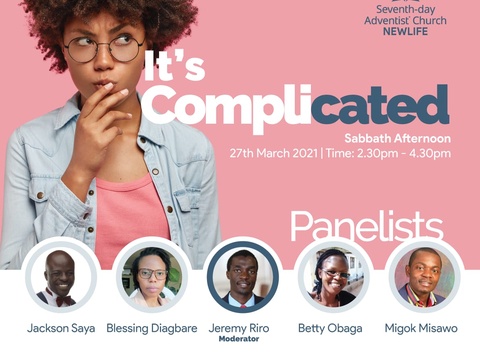 Seventh-day
Adventist® Church
NEWLIFE
It's
Complicated
Sabbath Afternoon
27th March 2021 | Time: 2.30pm - 4.30pm
Panelists
Jackson Saya
Blessing Diagbare
Jeremy Riro
Moderator
Betty Obaga
Migok Misawo